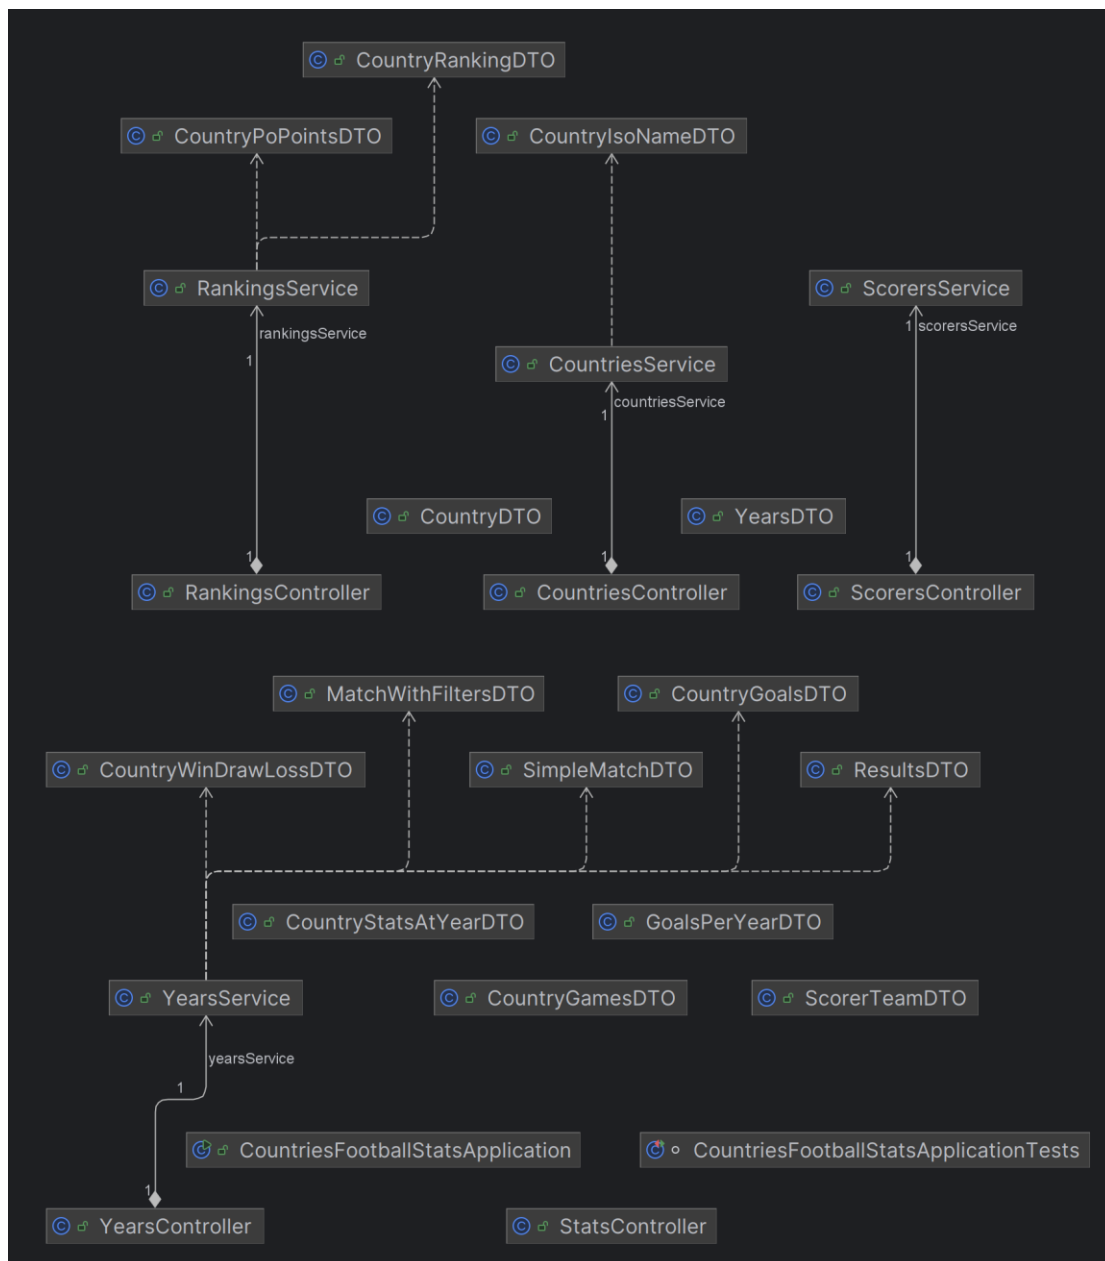 CountryRankingDTO
CountryPoPointsDTO
CountryIsoNameDTO
RankingsService
ScorersService
rankingsService
1
1 scorersService
CountriesService
1
countriesService
CountryDTO
YearsDTO
1
1
1
RankingsController
CountriesController
ScorersController
MatchWithFiltersDTO
CountryGoalsDTO
CountryWinDrawLossDTO
SimpleMatchDTO
ResultsDTO
CountryStatsAtYearDTO
GoalsPerYearDTO
YearsService
CountryGamesDTO
ScorerTeamDTO
yearsService
1
CountriesFootballStatsApplication
CountriesFootballStatsApplicationTests
1
YearsController
StatsController